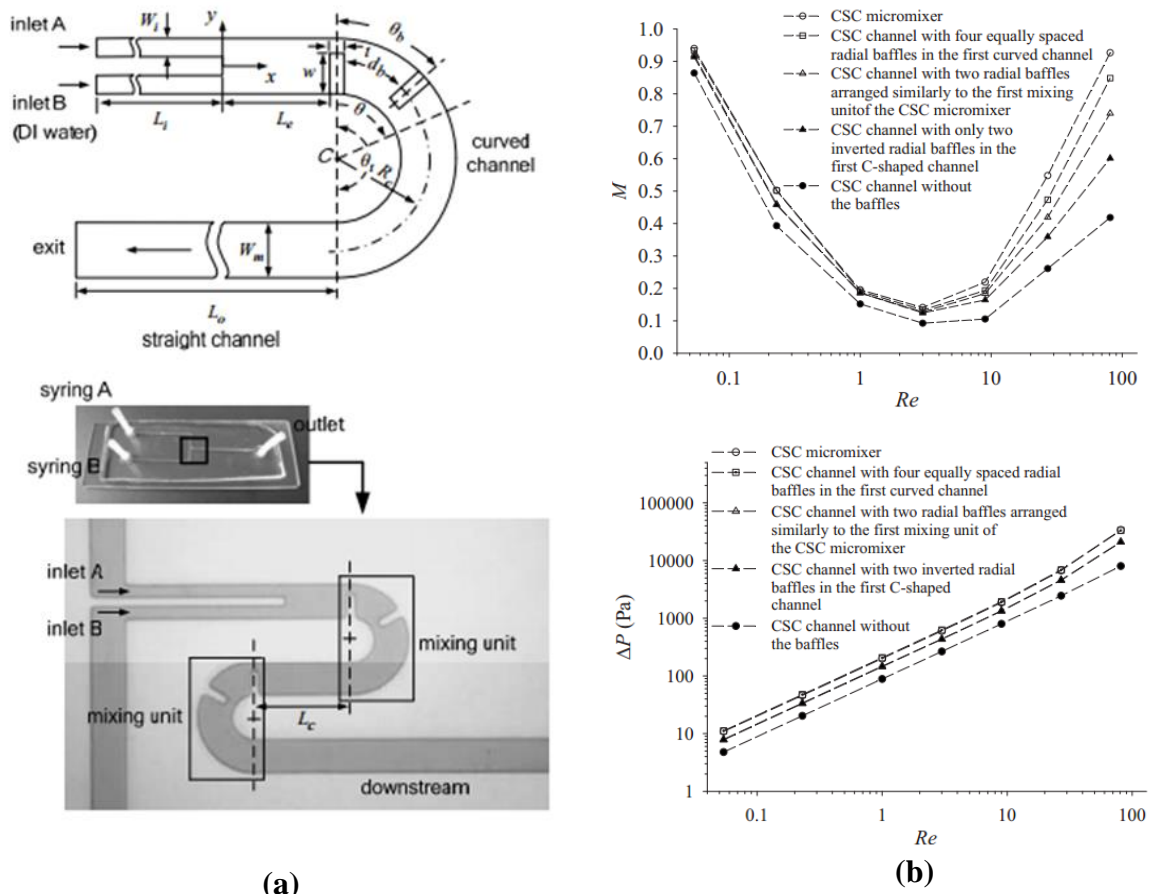 inlet A
W_i
y
θ_b
t
d_b
w
x
inlet B
(DI water)
L_i
L_e
θ
C
θ_t
R_c
curved
channel
exit
W_m
L_o
straight channel
syring A
outlet
syring B
inlet A
inlet B
mixing unit
mixing unit
L_c
downstream
(a)
CSC micromixer
CSC channel with four equally spaced
radial baffles in the first curved channel
CSC channel with two radial baffles
arranged similarly to the first mixing
unitof the CSC micromixer
CSC channel with only two
inverted radial baffles in the
first C-shaped channel
CSC channel without
the baffles
M
1.0
0.9
0.8
0.7
0.6
0.5
0.4
0.3
0.2
0.1
0.0
0.1
1
10
100
Re
CSC micromixer
CSC channel with four equally spaced radial
baffles in the first curved channel
CSC channel with two radial baffles arranged
similarly to the first mixing unit of
the CSC micromixer
CSC channel with two inverted radial
baffles in the first C-shaped
channel
CSC channel without
the baffles
ΔP (Pa)
100000
10000
1000
100
10
1
0.1
1
10
100
Re
(b)